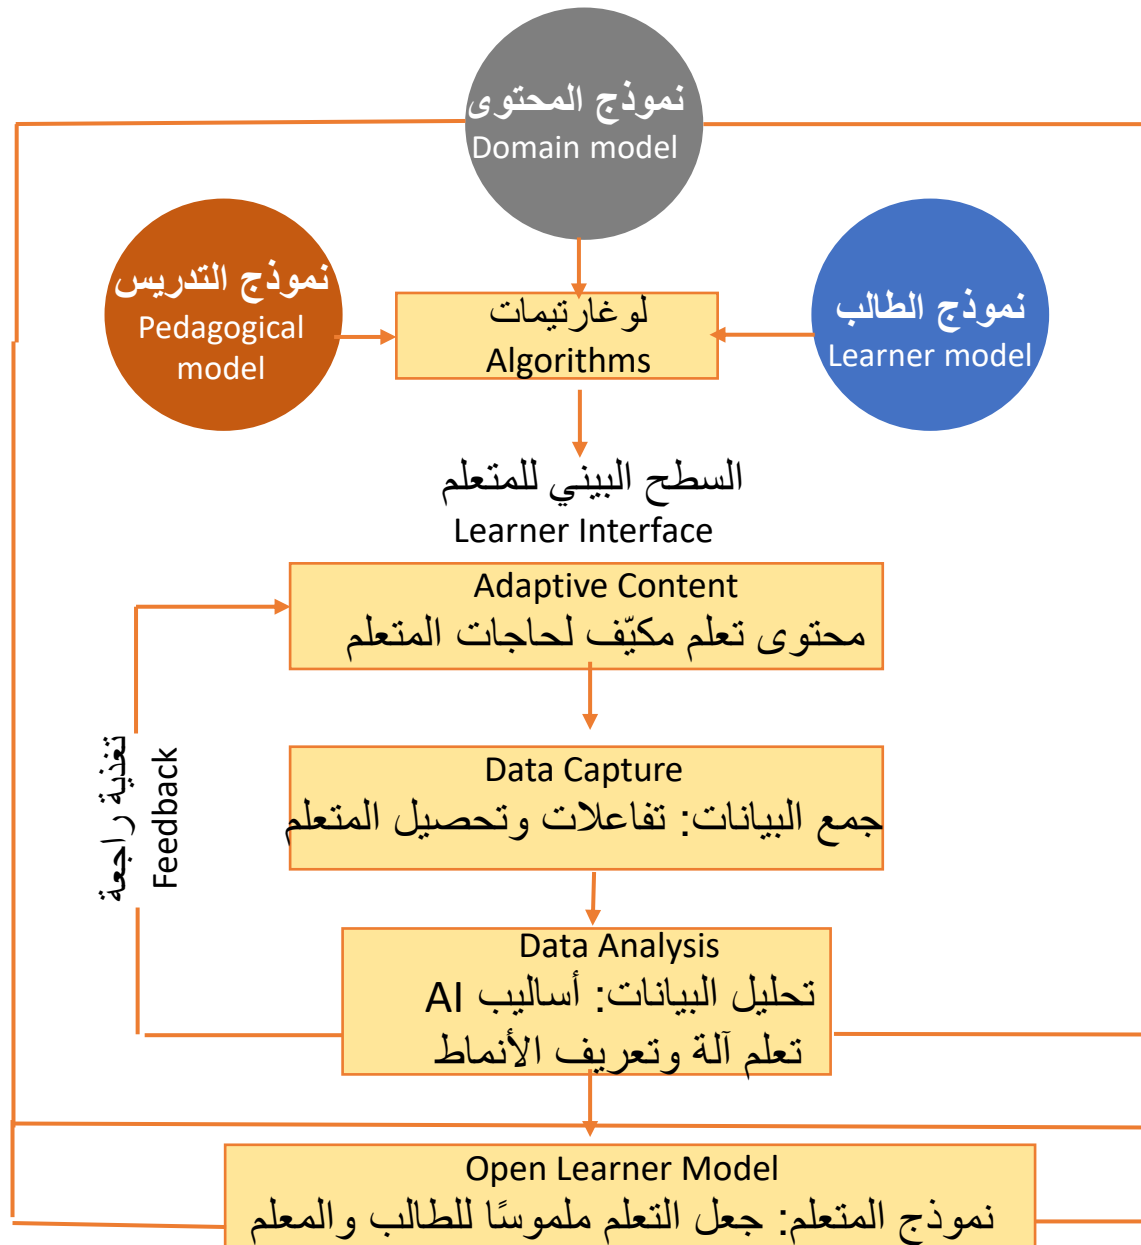 نموذج المحتوى
Domain model
نموذج التدريس
Pedagogical
model
نموذج الطالب
Learner model
لوغارتيمات
Algorithms
السطح البيني للمتعلم
Learner Interface
Adaptive Content
محتوى تعلم مكيّف لحاجات المتعلم
تغذية راجعة
Feedback
Data Capture
جمع البيانات: تفاعلات وتحصيل المتعلم
Data Analysis
تحليل البيانات: أساليب AI
تعلم آلة وتعريف الأنماط
Open Learner Model
نموذج المتعلم: جعل التعلم ملموسًا للطالب والمعلم